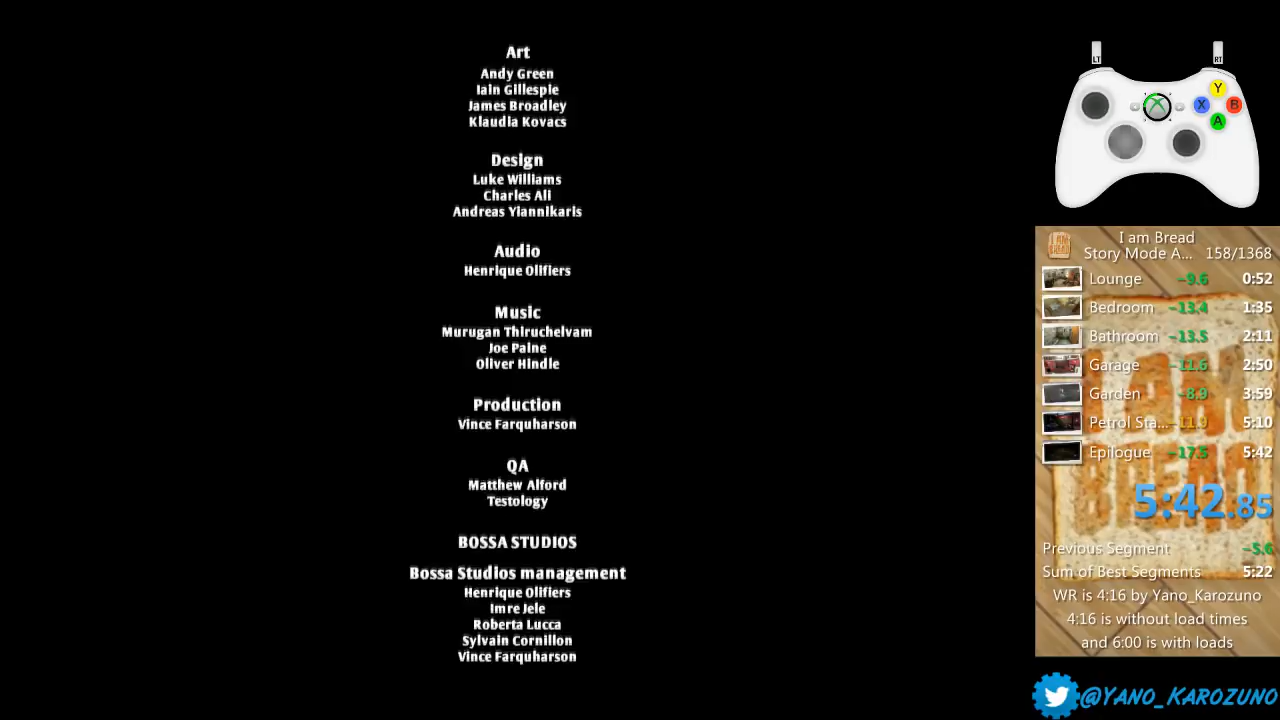 Art
Andy Green
Iain Gillespie
James Broadley
Klaudia Kovacs
Design
Luke Williams
Charles Ali
Andreas Yiannikaris
Audio
Henrique Olifiers
Music
Murugan Thiruchelvam
Joe Paine
Oliver Hindle
Production
Vince Farquharson
QA
Matthew Alford
Testology
BOSSA STUDIOS
Bossa Studios management
Henrique Olifiers
Imre Jele
Roberta Lucca
Sylvain Cornillon
Vince Farquharson
LT RT
Y
X B
A
I am Bread
Story Mode A... 158/1368
Lounge -9.6 0:52
Bedroom -13.4 1:35
Bathroom -13.5 2:11
Garage -11.6 2:50
Garden -8.9 3:59
Petrol Sta... -11.9 5:10
Epilogue -17.5 5:42
5:42.85
Previous Segment -5.6
Sum of Best Segments 5:22
WR is 4:16 by Yano_Karozuno
4:16 is without load times
and 6:00 is with loads
@YANO_KAROZUNO